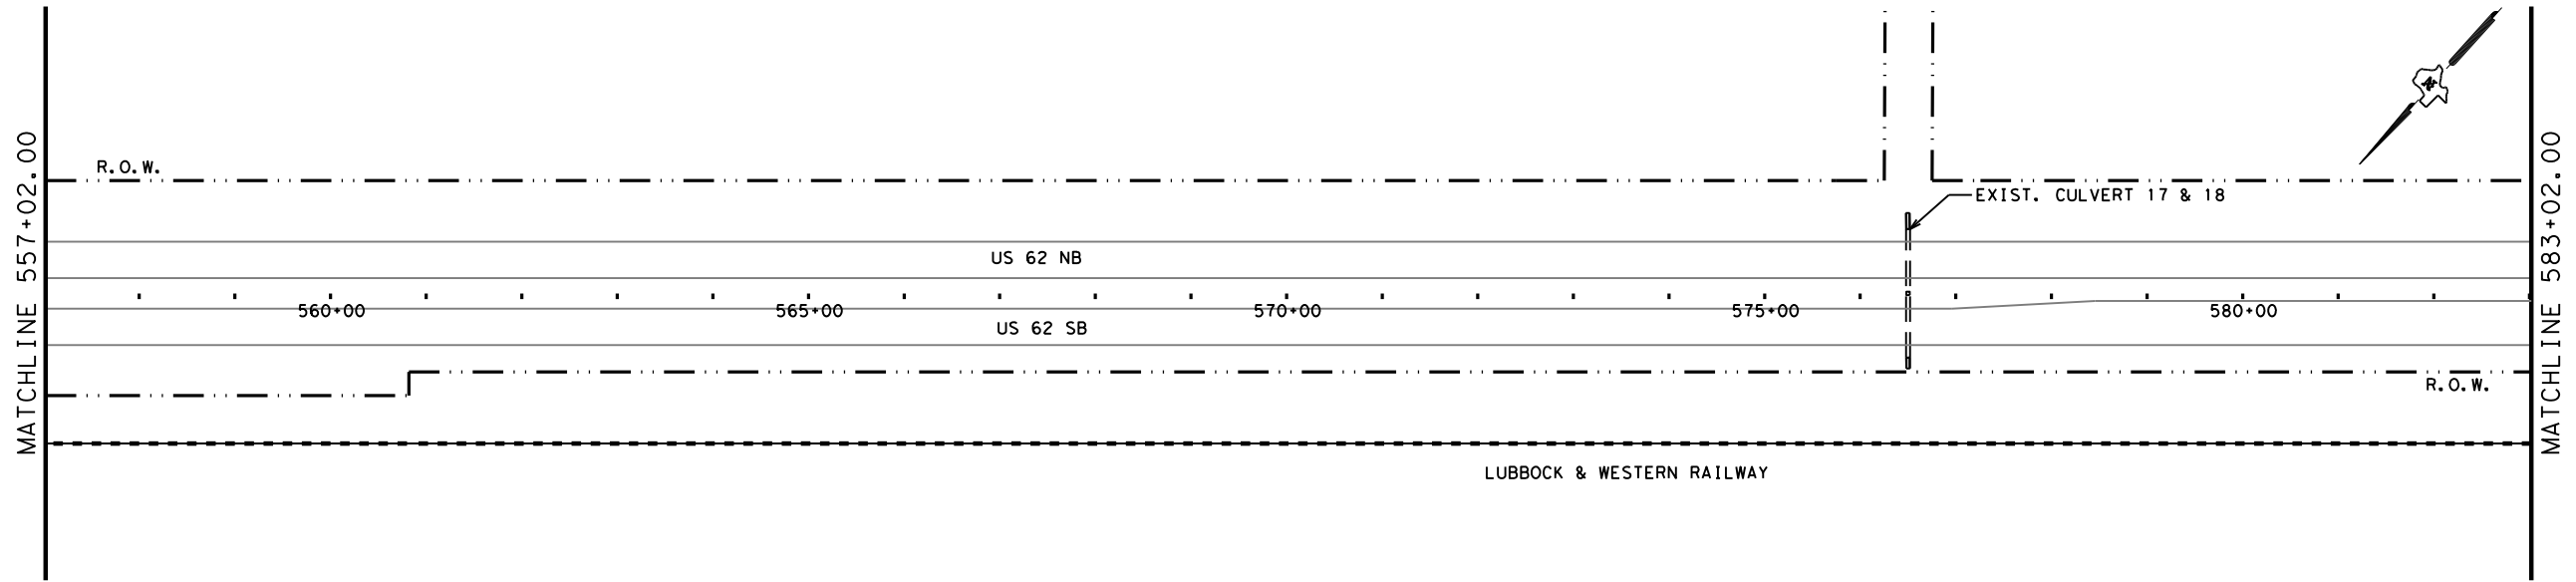 MATCHLINE 557+02.00
R.O.W.
N
EXIST. CULVERT 17 & 18
US 62 NB
560+00 565+00 570+00 575+00 580+00
US 62 SB
R.O.W.
LUBBOCK & WESTERN RAILWAY
MATCHLINE 583+02.00